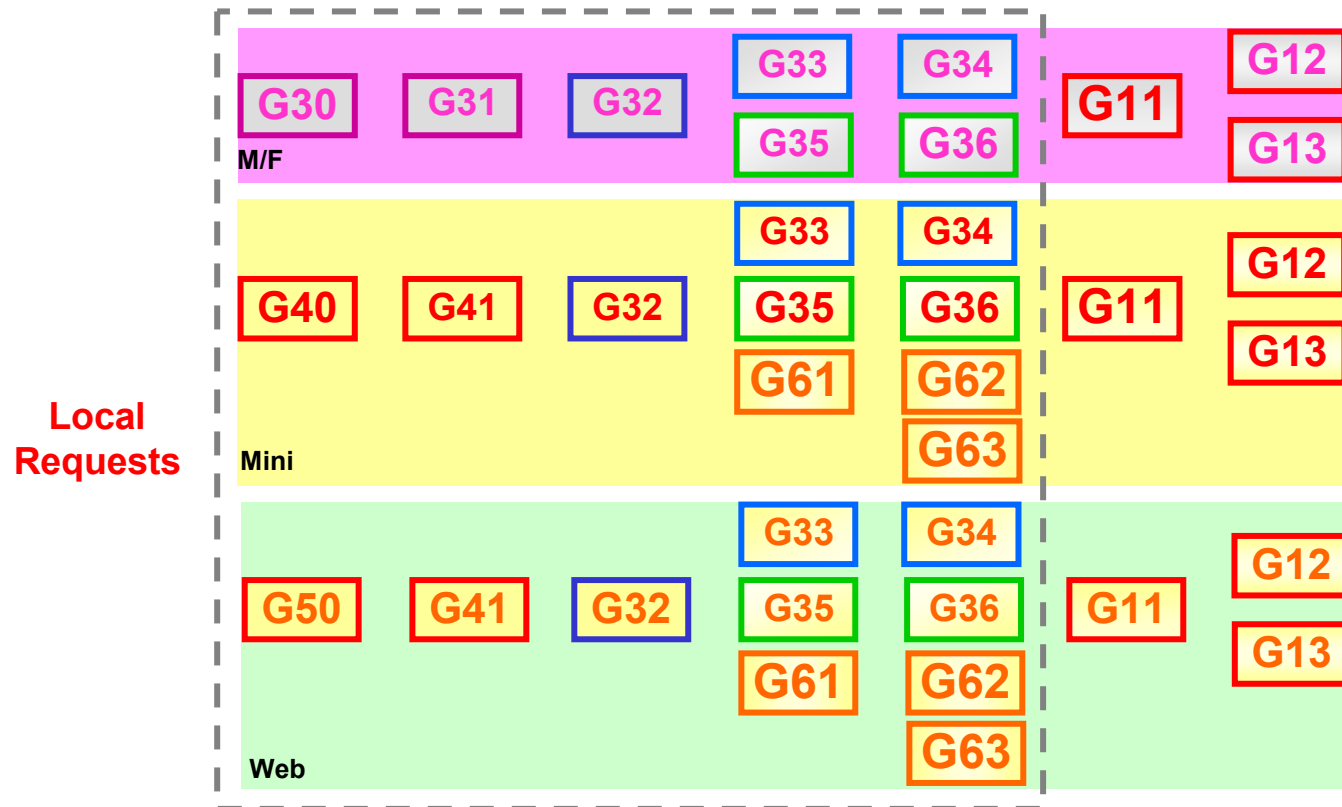 G33 G34 G12
G30 G31 G32 G11
G35 G36 G13
M/F
G33 G34
G12
G40 G41 G32 G35 G36 G11
G13
G61 G62
Local
Requests
G63
Mini
G33 G34
G12
G50 G41 G32 G35 G36 G11
G13
G61 G62
G63
Web